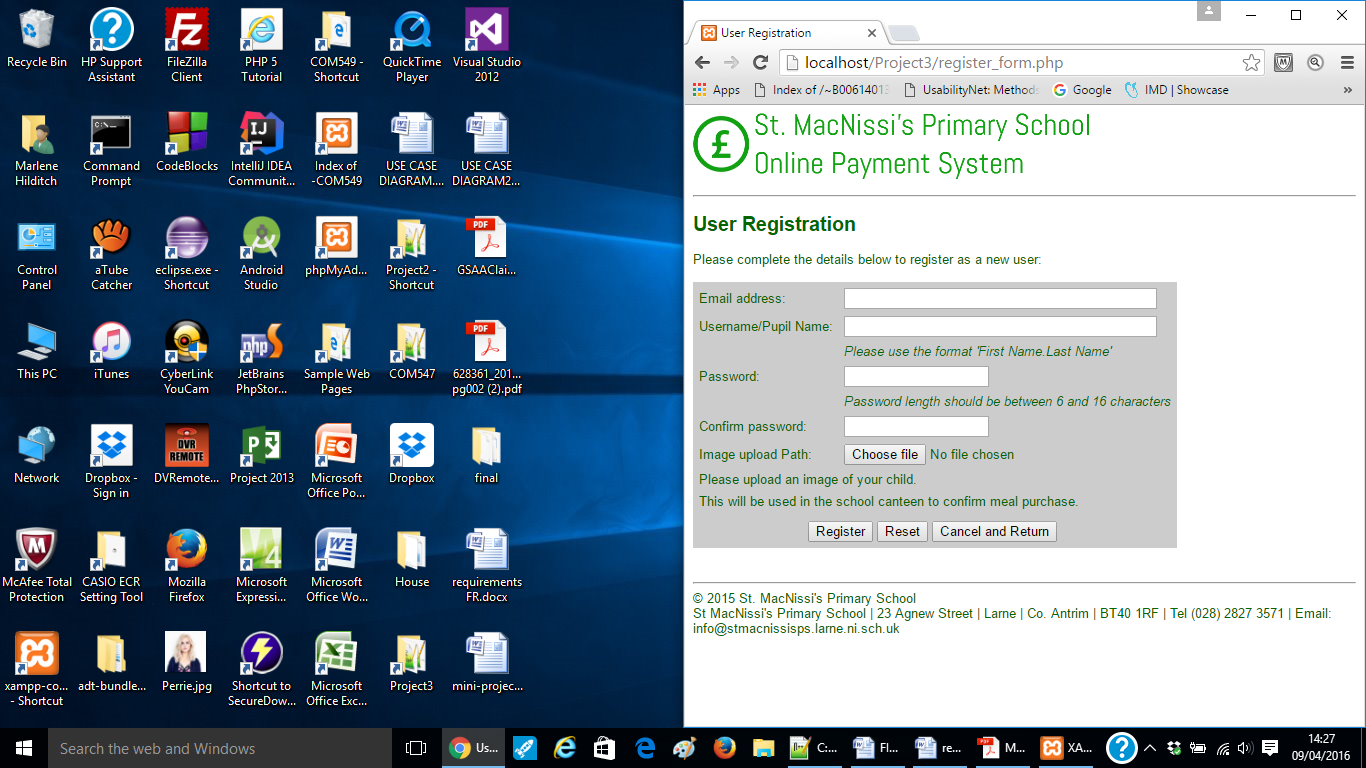 Recycle Bin
HP Support
Assistant
FileZilla
Client
PHP 5
Tutorial
COM549 -
Shortcut
QuickTime
Player
Visual Studio
2012
Marlene
Hilditch
Command
Prompt
CodeBlocks
IntelliJ IDEA
Communit...
Index of
-COM549
USE CASE
DIAGRAM....
USE CASE
DIAGRAM2...
Control
Panel
aTube
Catcher
eclipse.exe -
Shortcut
Android
Studio
phpMyAd...
Project2 -
Shortcut
PDF
GSAAClai...
This PC
iTunes
CyberLink
YouCam
JetBrains
PhpStor...
Sample Web
Pages
COM547
PDF
628361_201...
pg002 (2).pdf
Network
Dropbox -
Sign in
DVR
REMOTE
DVRemote...
Project 2013
Microsoft
Office Po...
Dropbox
final
McAfee Total
Protection
CASIO ECR
Setting Tool
Mozilla
Firefox
Microsoft
Expressi...
Microsoft
Office Wo...
House
requirements
FR.docx
xampp-co...
- Shortcut
adt-bundle...
Perrie.jpg
Shortcut to
SecureDow...
Microsoft
Office Exc...
Project3
mini-projec...
User Registration
localhost/Project3/register_form.php
Apps
Index of /~B0061401
UsabilityNet: Methods
Google
IMD | Showcase
»
£
St. MacNissi's Primary School
Online Payment System
User Registration
Please complete the details below to register as a new user:
Email address:
Username/Pupil Name:
Please use the format 'First Name.Last Name'
Password:
Password length should be between 6 and 16 characters
Confirm password:
Image upload Path: Choose file No file chosen
Please upload an image of your child.
This will be used in the school canteen to confirm meal purchase.
Register Reset Cancel and Return
© 2015 St. MacNissi's Primary School
St MacNissi's Primary School | 23 Agnew Street | Larne | Co. Antrim | BT40 1RF | Tel (028) 2827 3571 | Email:
info@stmacnissisps.larne.ni.sch.uk
Search the web and Windows
Us...
C:...
Fl...
re...
M...
XA...
14:27
09/04/2016